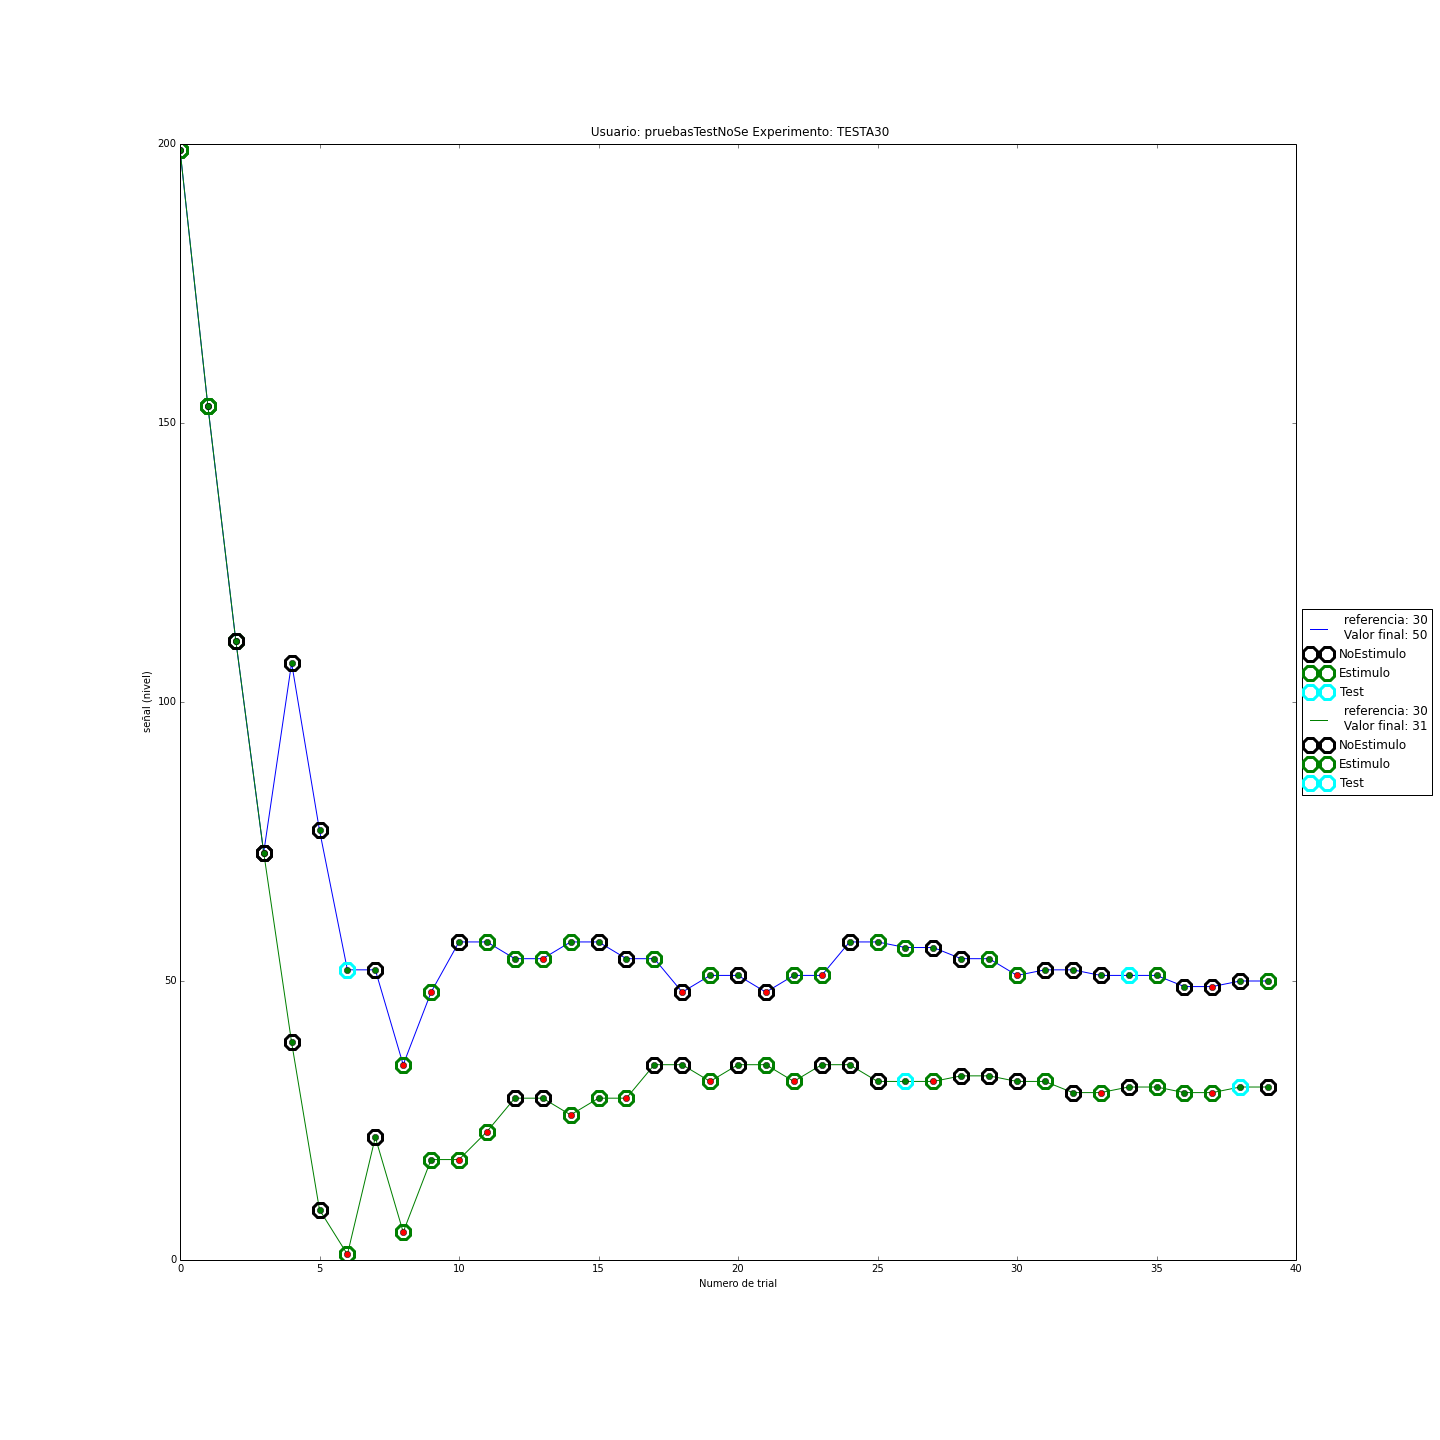 Usuario: pruebasTestNoSe Experimento: TESTA30
200
150
100
50
0
señal (nivel)
0 5 10 15 20 25 30 35 40
Numero de trial
referencia: 30
Valor final: 50
NoEstimulo
Estimulo
Test
referencia: 30
Valor final: 31
NoEstimulo
Estimulo
Test